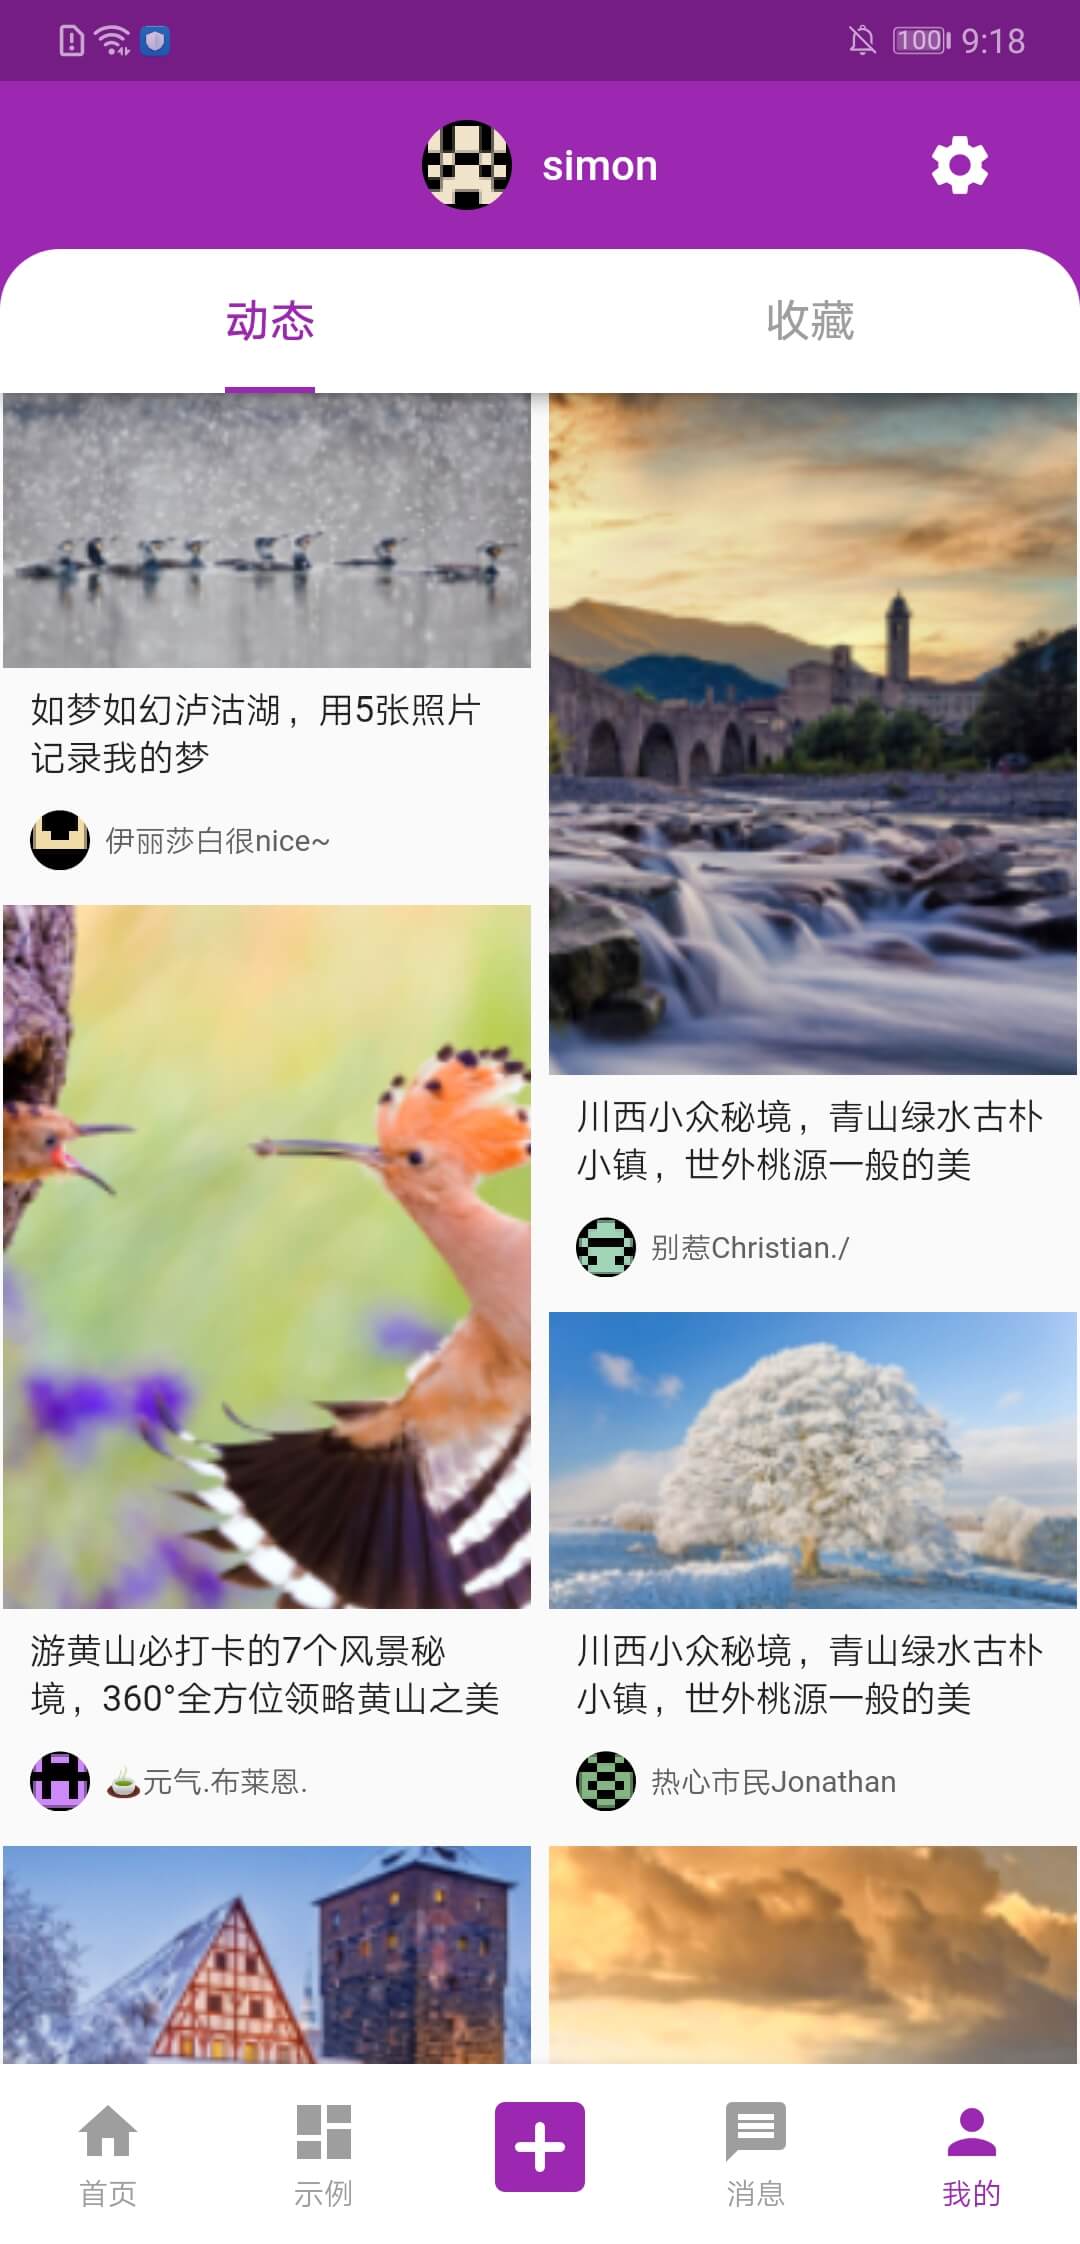 100 9:18
simon
动态
收藏
如梦如幻泸沽湖，用5张照片
记录我的梦
伊丽莎白很nice~
川西小众秘境，青山绿水古朴
小镇，世外桃源一般的美
别惹Christian./
游黄山必打卡的7个风景秘
境，360°全方位领略黄山之美
🍵元气.布莱恩.
川西小众秘境，青山绿水古朴
小镇，世外桃源一般的美
热心市民Jonathan
首页
示例
消息
我的